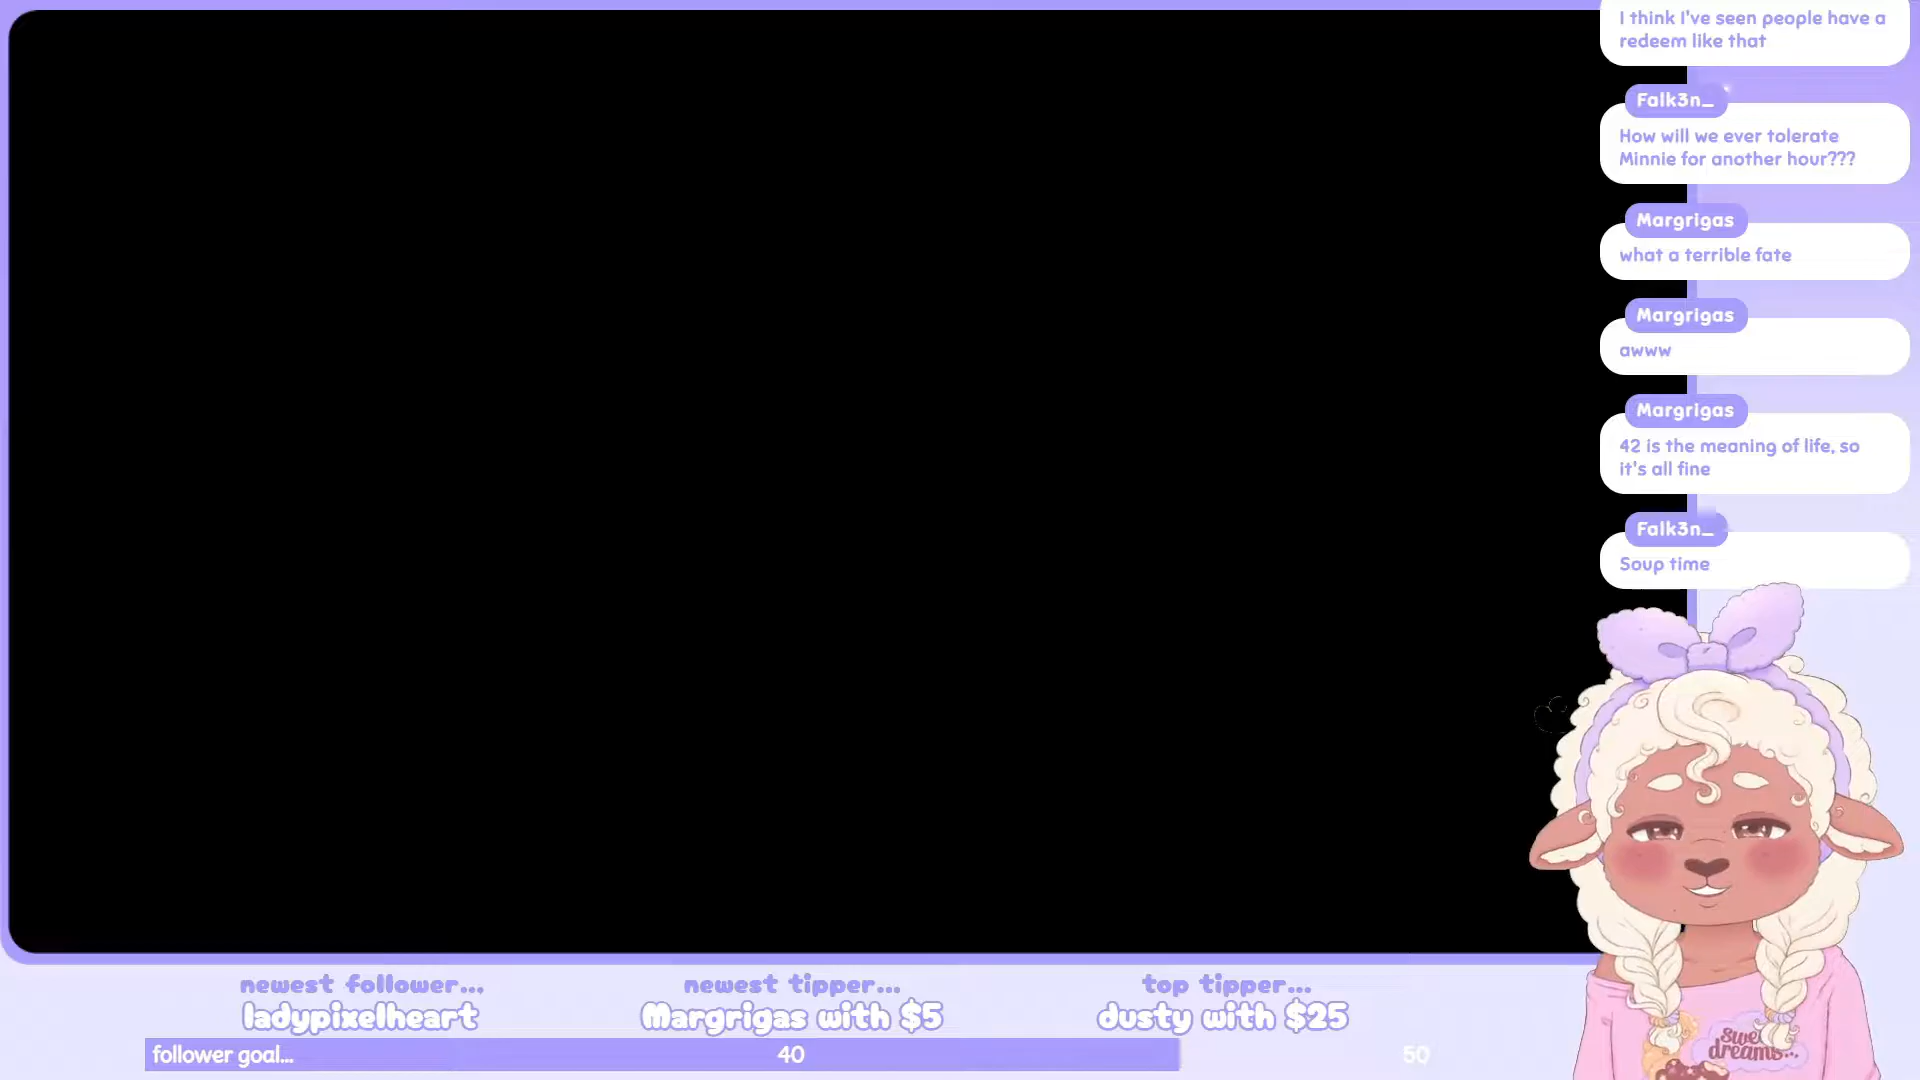 I think I've seen people have a
redeem like that
Falk3n_
How will we ever tolerate
Minnie for another hour???
Margrigas
what a terrible fate
Margrigas
awww
Margrigas
42 is the meaning of life, so
it's all fine
Falk3n_
Soup time
newest follower...
ladypixelheart
newest tipper...
Margrigas with $5
top tipper...
dusty with $25
follower goal...
40
50
dreams...